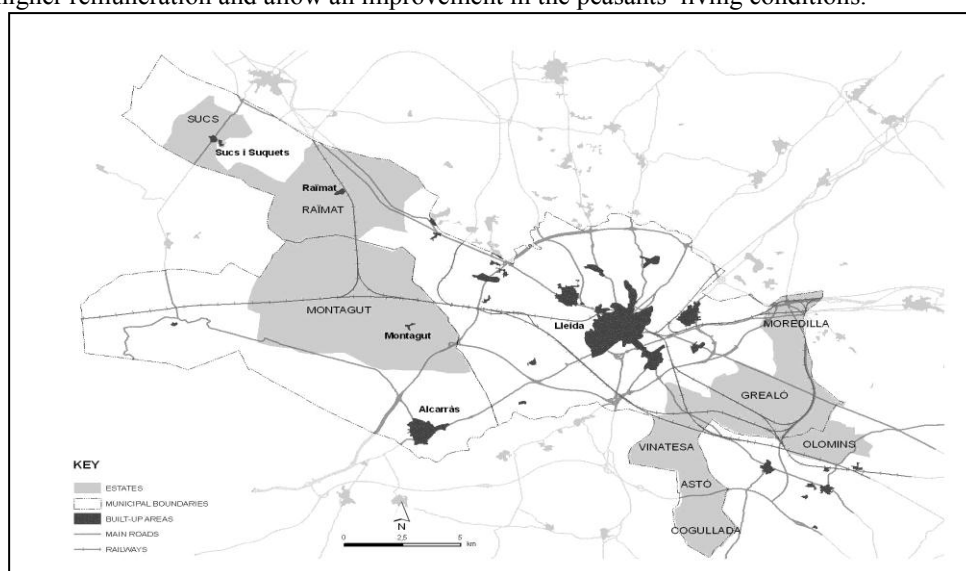 higher remuneration and allow an improvement in the peasants' living conditions.
SUCS
Sucs i Suquets
Raïmat
RAÏMAT
MONTAGUT
Montagut
Lleida
MOREDILLA
GREALÓ
Alcarràs
VINATESA
OLOMINS
ASTÓ
COGULLADA
KEY
ESTATES
MUNICIPAL BOUNDARIES
BUILT-UP AREAS
MAIN ROADS
RAILWAYS
N
0 2,5 5
km